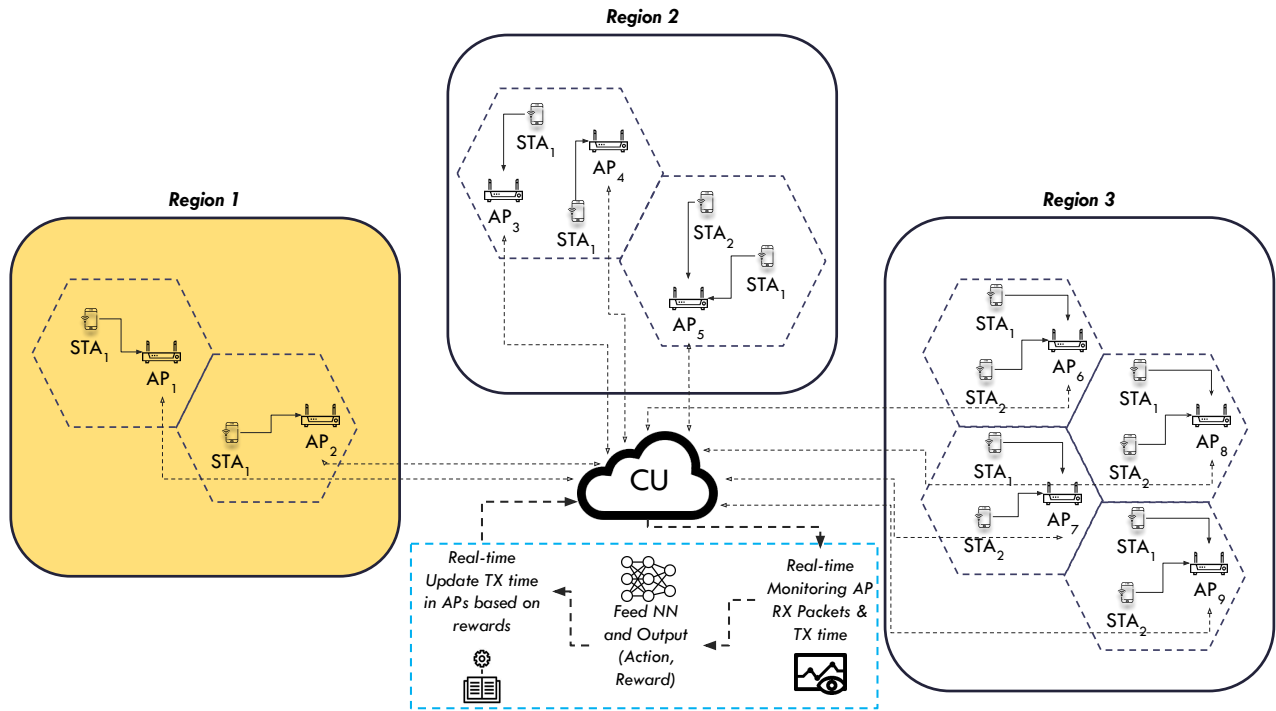 Region 2
STA1
AP4
AP3
STA1
STA2
STA1
AP5
Region 1
STA1
AP1
STA1
AP2
Region 3
STA1
AP6
STA2
STA1
AP8
STA2
STA1
AP7
STA2
STA1
AP9
STA2
CU
Real-time
Update TX time
in APs based on
rewards
Feed NN
and Output
(Action,
Reward)
Real-time
Monitoring AP
RX Packets &
TX time